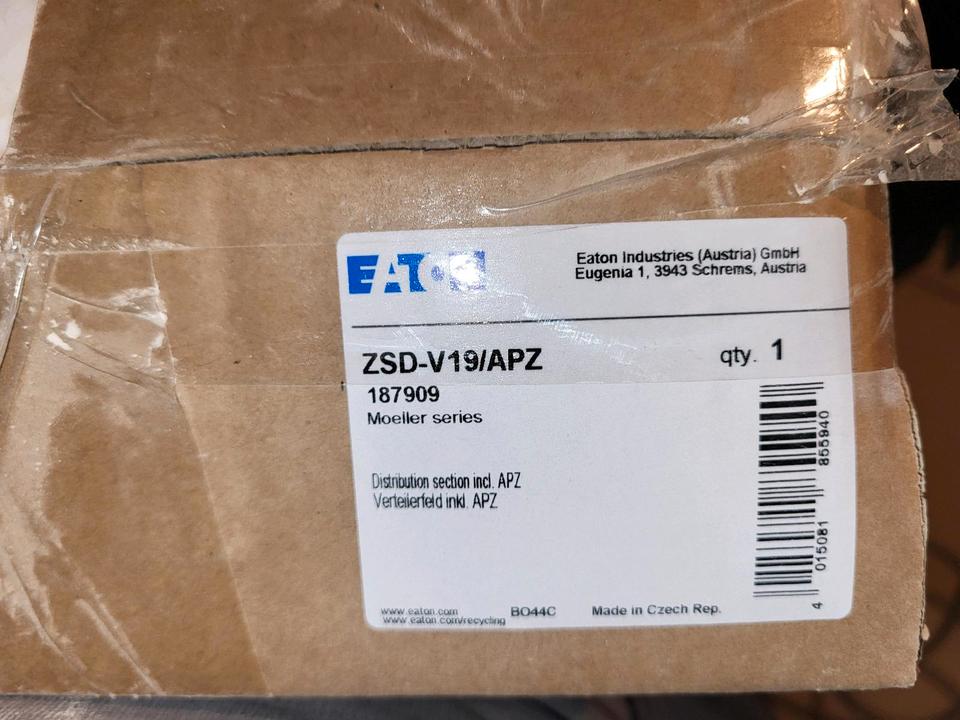 EATON
Eaton Industries (Austria) GmbH
Eugenia 1, 3943 Schrems, Austria
ZSD-V19/APZ
qty. 1
187909
Moeller series
Distribution section incl. APZ
Verteilerfeld inkl. APZ
4 015081 855940
www.eaton.com
www.eaton.com/recycling
BO44C
Made in Czech Rep.